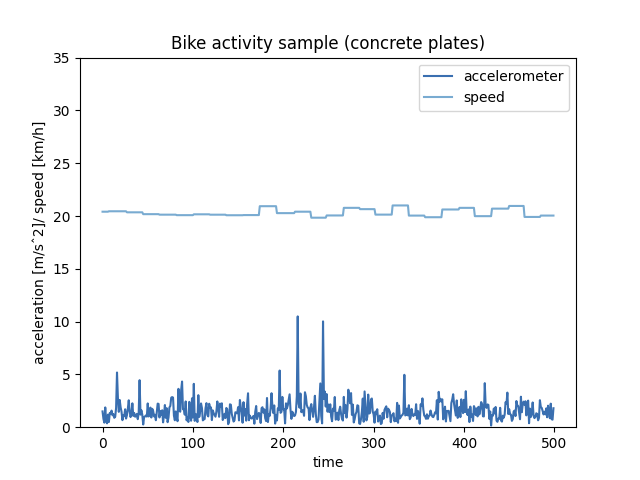 Bike activity sample (concrete plates)
accelerometer
speed
acceleration [m/s^2]/ speed [km/h]
35
30
25
20
15
10
5
0
0 100 200 300 400 500
time